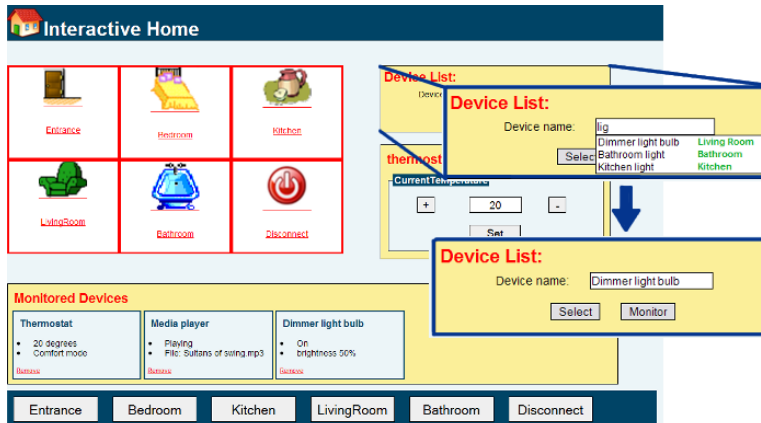 Interactive Home
Entrance
Bedroom
Kitchen
LivingRoom
Bathroom
Disconnect
Device List:
Device
Device List:
Device name: lig
Dimmer light bulb Living Room
Bathroom light Bathroom
Kitchen light Kitchen
Selec
thermost
CurrentTemperature
+ 20 -
Set
Device List:
Device name: Dimmer light bulb
Select Monitor
Monitored Devices
Thermostat
20 degrees
Comfort mode
Remove
Media player
Playing
File: Sultans of swing.mp3
Remove
Dimmer light bulb
On
brightness 50%
Remove
Entrance Bedroom Kitchen LivingRoom Bathroom Disconnect